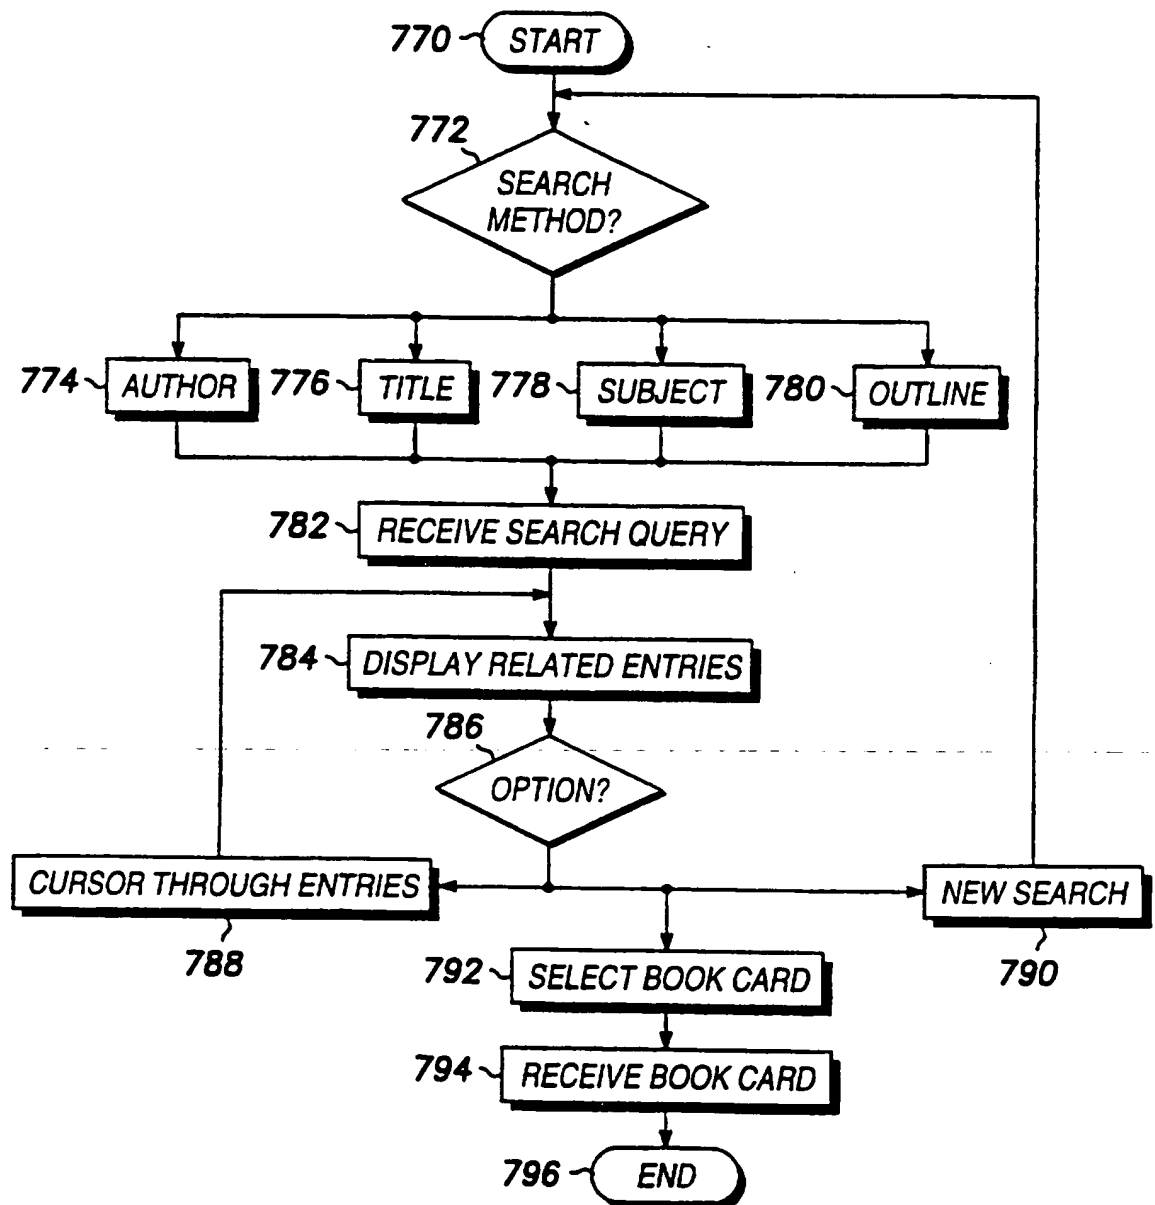 770 START
772
SEARCH
METHOD?
774 AUTHOR 776 TITLE 778 SUBJECT 780 OUTLINE
782 RECEIVE SEARCH QUERY
784 DISPLAY RELATED ENTRIES
786
OPTION?
CURSOR THROUGH ENTRIES NEW SEARCH
788 790
792 SELECT BOOK CARD
794 RECEIVE BOOK CARD
796 END